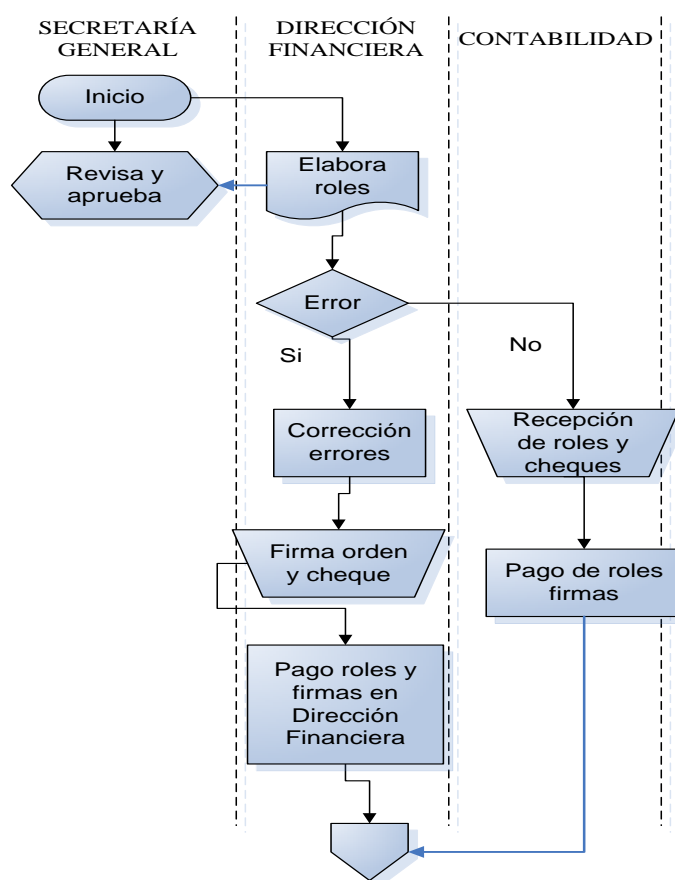 SECRETARÍA
GENERAL
DIRECCIÓN
FINANCIERA
CONTABILIDAD
Inicio
Revisa y
aprueba
Elabora
roles
Error
Si
No
Corrección
errores
Recepción
de roles y
cheques
Firma orden
y cheque
Pago de roles
firmas
Pago roles y
firmas en
Dirección
Financiera